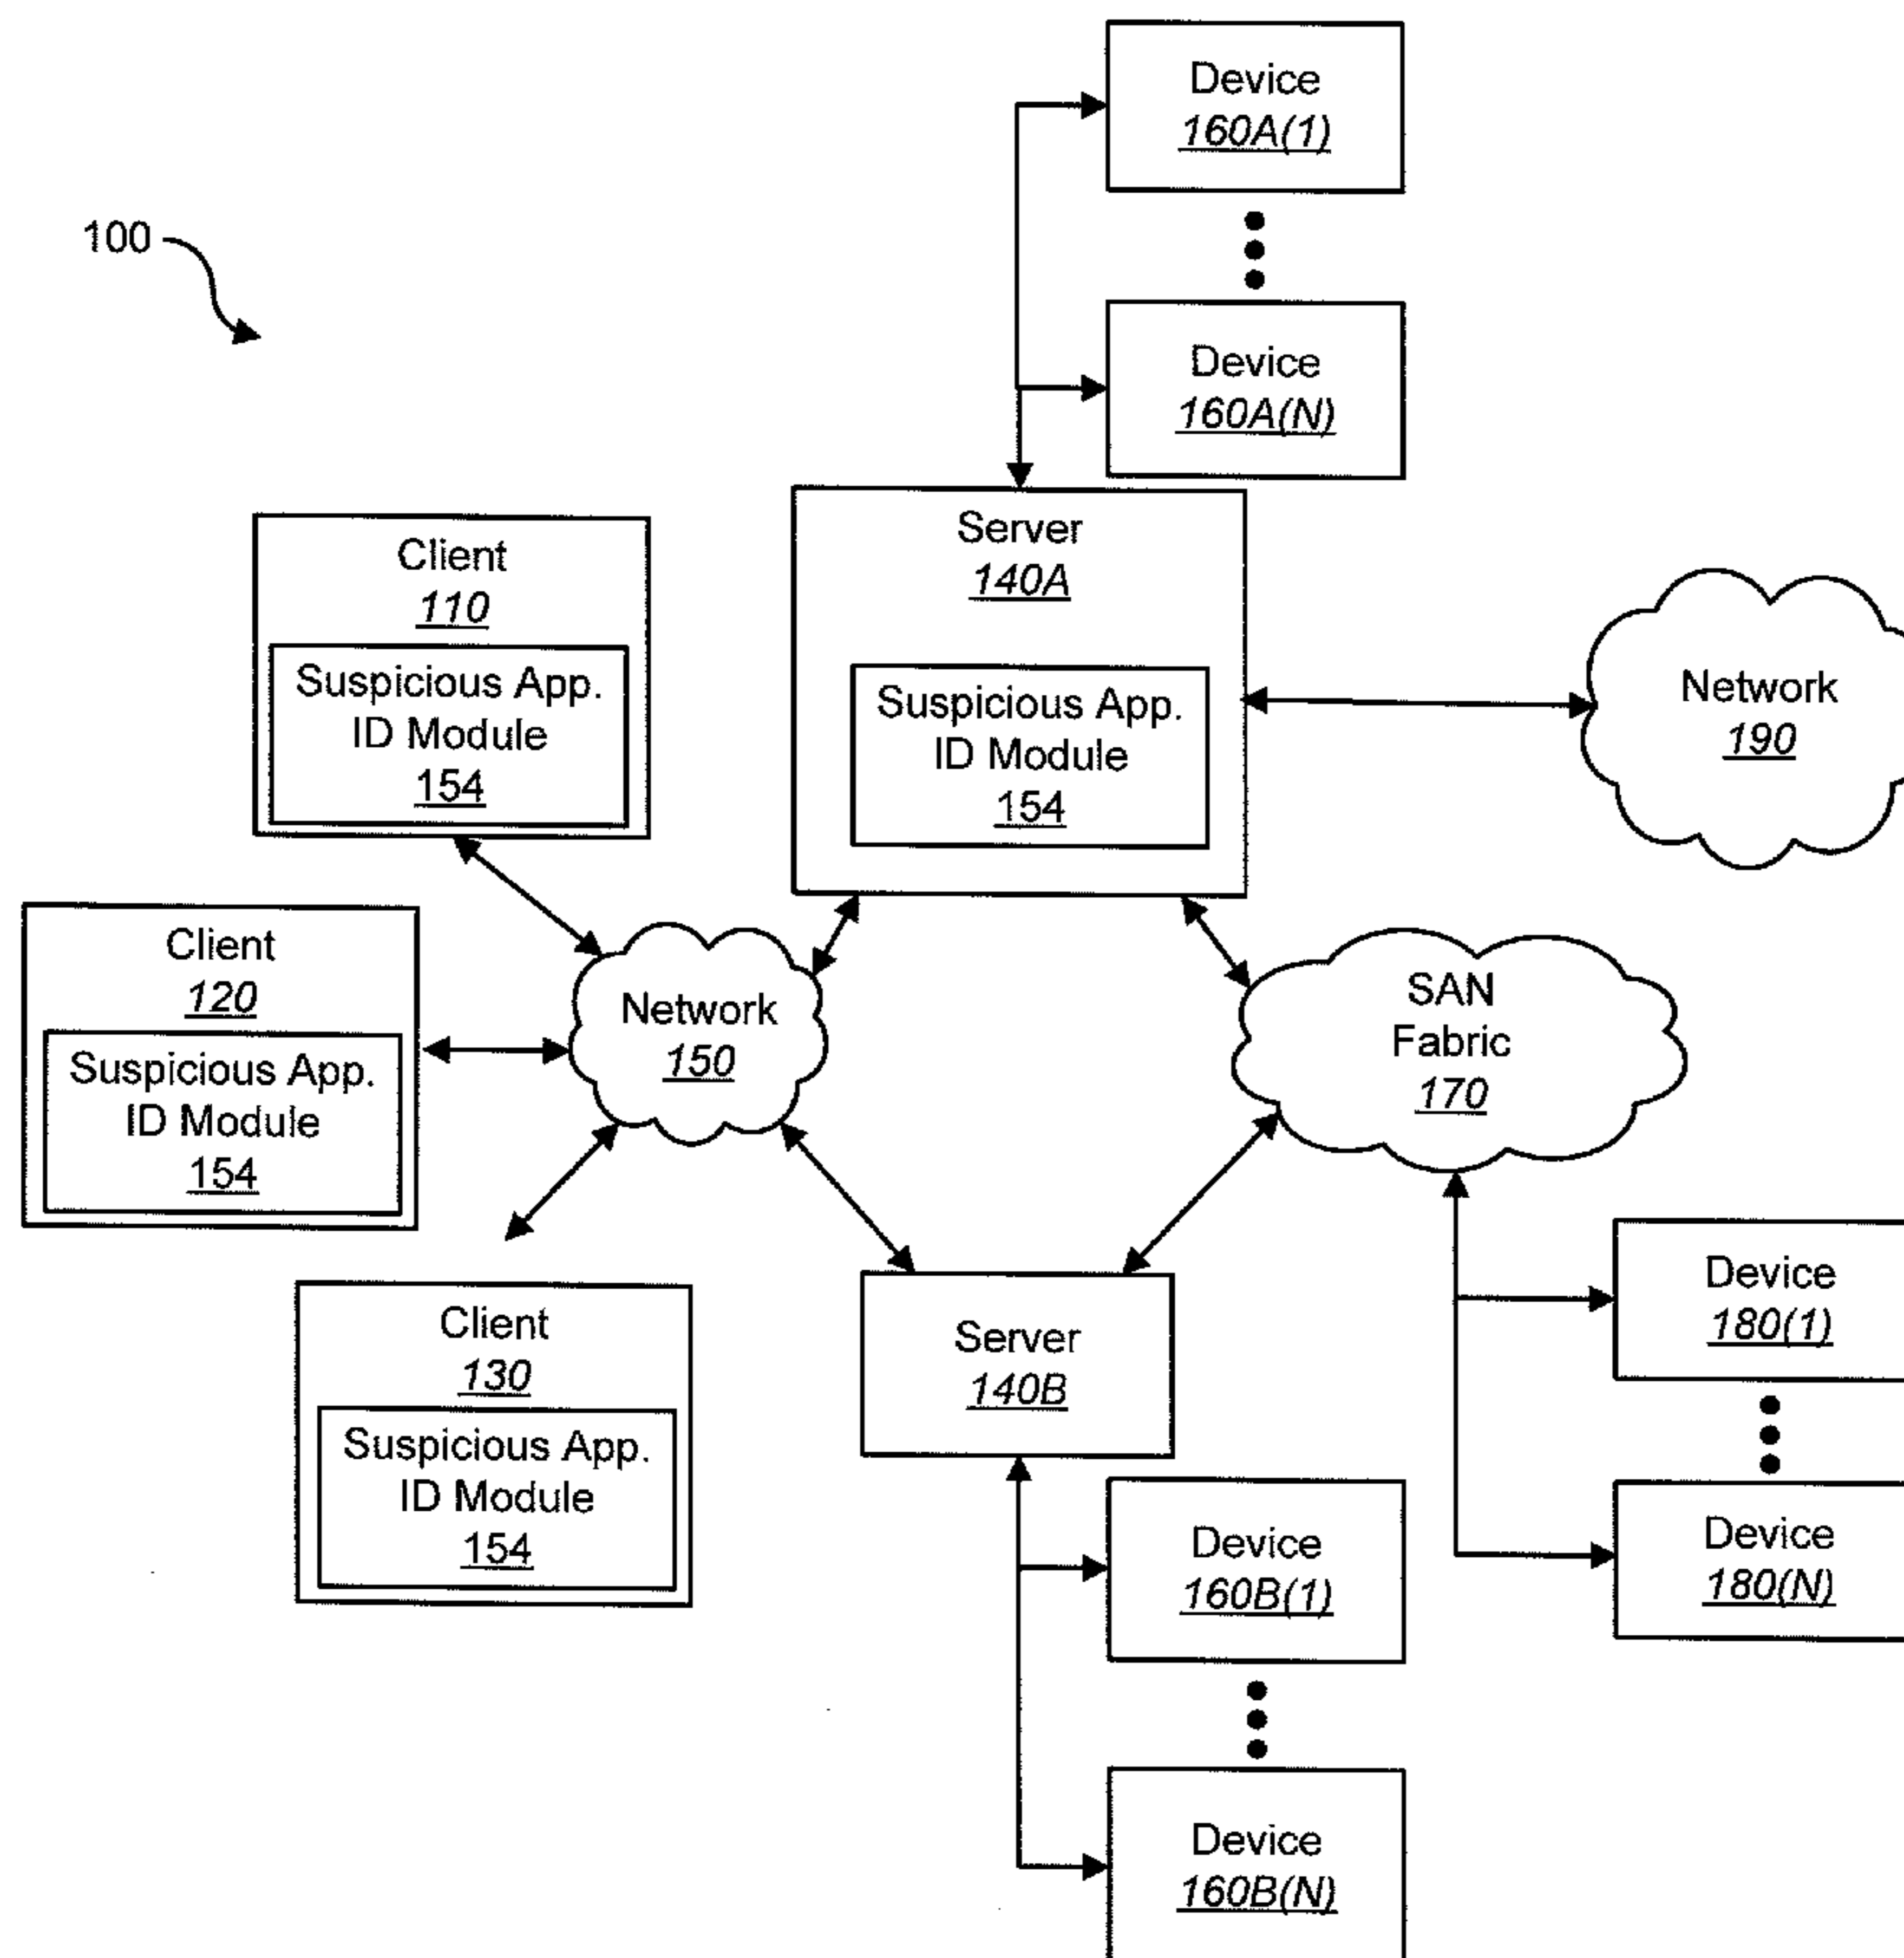 Device
160A(1)
100
Device
160A(N)
Server
140A
Suspicious App.
ID Module
154
Client
110
Suspicious App.
ID Module
154
Network
190
Client
120
Suspicious App.
ID Module
154
Network
150
SAN
Fabric
170
Client
130
Suspicious App.
ID Module
154
Server
140B
Device
180(1)
Device
180(N)
Device
160B(1)
Device
160B(N)